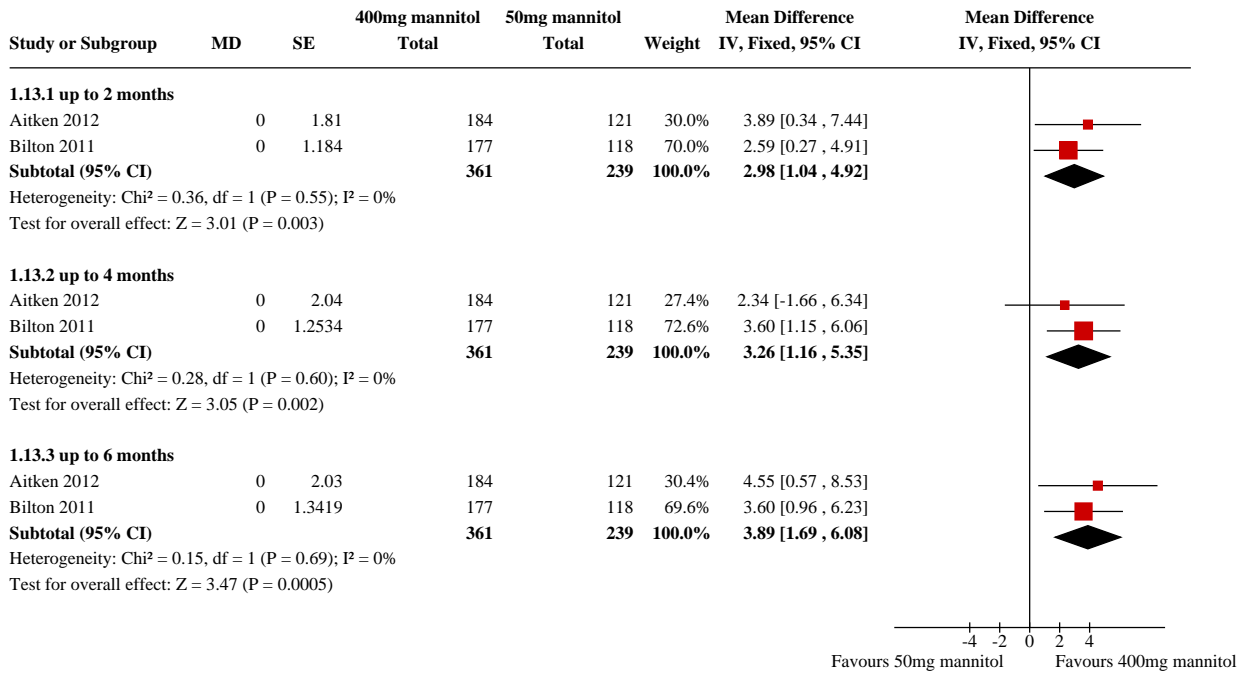 400mg mannitol 50mg mannitol Mean Difference Mean Difference
Study or Subgroup MD SE Total Total Weight IV, Fixed, 95% CI IV, Fixed, 95% CI
1.13.1 up to 2 months
Aitken 2012 0 1.81 184 121 30.0% 3.89 [0.34 , 7.44]
Bilton 2011 0 1.184 177 118 70.0% 2.59 [0.27 , 4.91]
Subtotal (95% CI) 361 239 100.0% 2.98 [1.04 , 4.92]
Heterogeneity: Chi² = 0.36, df = 1 (P = 0.55); I² = 0%
Test for overall effect: Z = 3.01 (P = 0.003)
1.13.2 up to 4 months
Aitken 2012 0 2.04 184 121 27.4% 2.34 [-1.66 , 6.34]
Bilton 2011 0 1.2534 177 118 72.6% 3.60 [1.15 , 6.06]
Subtotal (95% CI) 361 239 100.0% 3.26 [1.16 , 5.35]
Heterogeneity: Chi² = 0.28, df = 1 (P = 0.60); I² = 0%
Test for overall effect: Z = 3.05 (P = 0.002)
1.13.3 up to 6 months
Aitken 2012 0 2.03 184 121 30.4% 4.55 [0.57 , 8.53]
Bilton 2011 0 1.3419 177 118 69.6% 3.60 [0.96 , 6.23]
Subtotal (95% CI) 361 239 100.0% 3.89 [1.69 , 6.08]
Heterogeneity: Chi² = 0.15, df = 1 (P = 0.69); I² = 0%
Test for overall effect: Z = 3.47 (P = 0.0005)
-4 -2 0 2 4
Favours 50mg mannitol Favours 400mg mannitol